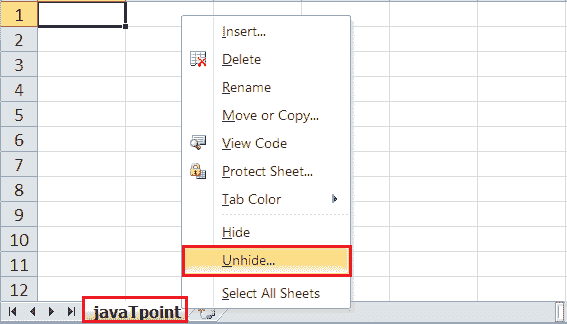 1
2
Insert...
3
Delete
4
Rename
5
Move or Copy...
6
View Code
7
Protect Sheet...
8
Tab Color
9
10
Hide
11
Unhide...
12
Select All Sheets
javaTpoint